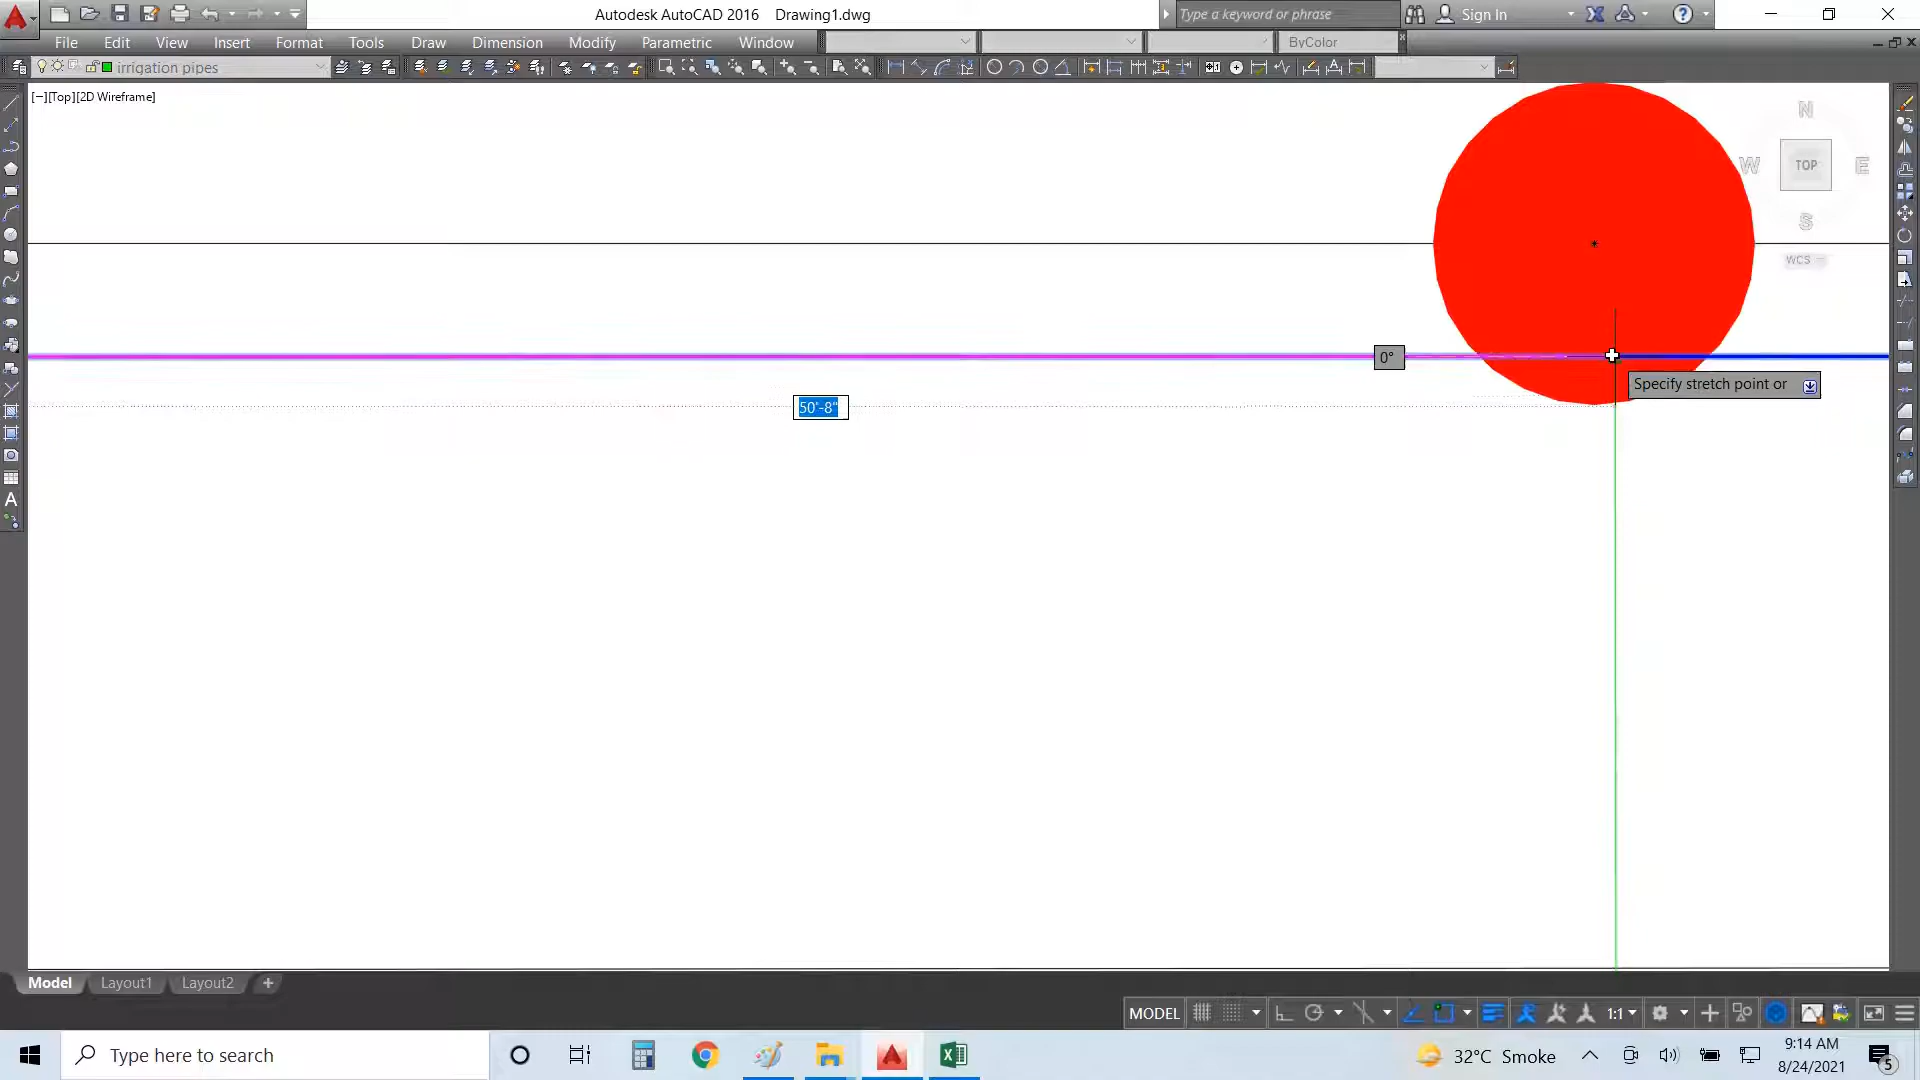 Autodesk AutoCAD 2016 Drawing1.dwg
Type a keyword or phrase
Sign In
File Edit View Insert Format Tools Draw Dimension Modify Parametric Window
ByColor
irrigation pipes
[−][Top][2D Wireframe]
N
W TOP E
S
WCS
0°
Specify stretch point or
50'-8"
A
Model Layout1 Layout2 +
MODEL 1:1
Type here to search
32°C Smoke
9:14 AM
8/24/2021
5